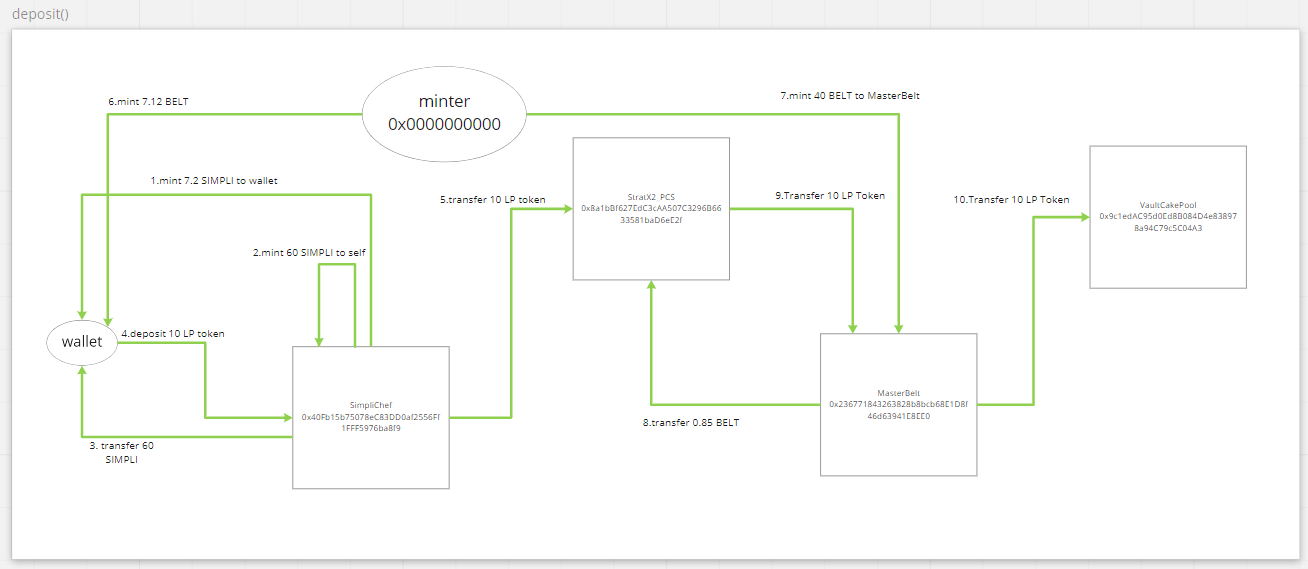 deposit()
minter
0x0000000000
6.mint 7.12 BELT
7.mint 40 BELT to MasterBelt
1.mint 7.2 SIMPLI to wallet
2.mint 60 SIMPLI to self
5.transfer 10 LP token
StratX2_PCS
0x8a1bBf627EdC3cAA507C3296B66
33581baD6eE2f
9.Transfer 10 LP Token
10.Transfer 10 LP Token
VaultCakePool
0x9c1edAC95d0Ed8B084D4e83897
8a94C79c5C04A3
wallet
4.deposit 10 LP token
SimpliChef
0x40Fb15b75078eC83DD0af2556Ff
1FFF5976ba8f9
3. transfer 60
SIMPLI
8.transfer 0.85 BELT
MasterBelt
0x236771843263828b8bcb68E1D8f
46d63941E8EE0